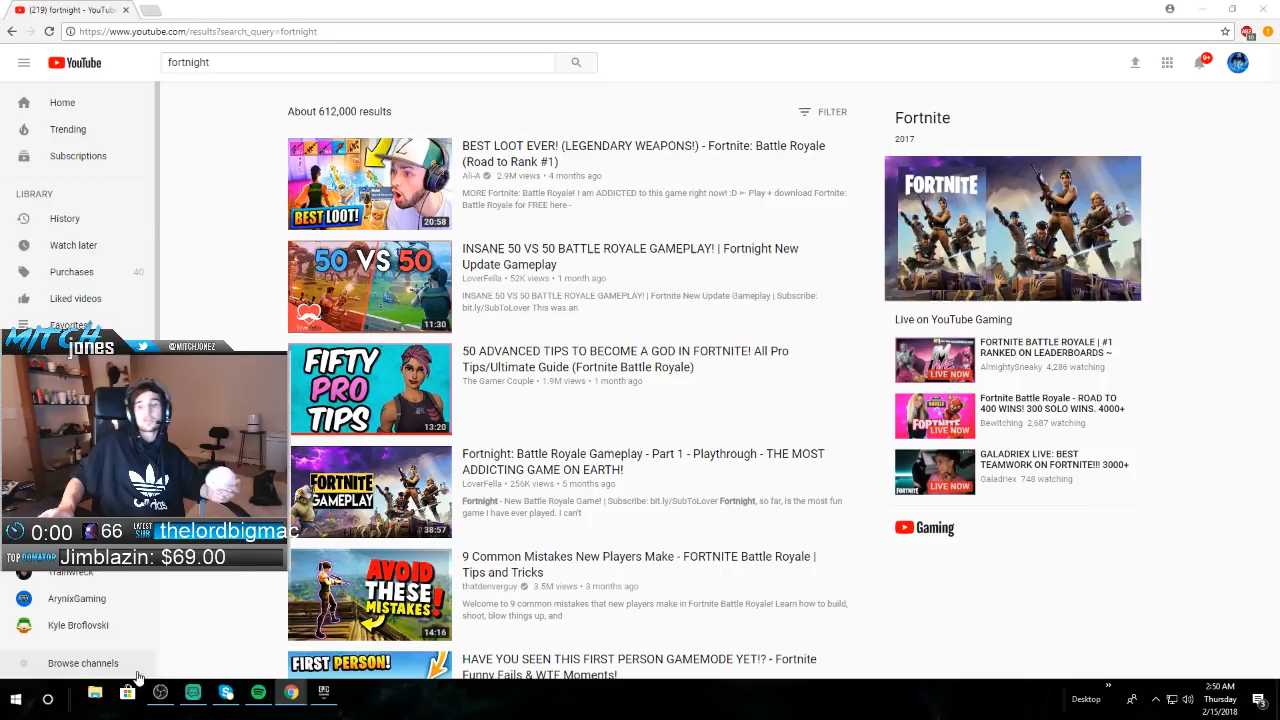 (219) fortnight - YouTub
https://www.youtube.com/results?search_query=fortnight
YouTube
fortnight
9+
Home
Trending
Subscriptions
LIBRARY
History
Watch later
Purchases 40
Liked videos
Favorites
MITCH
jones
@MITCHJONEZ
0:00 66 LATEST SUB thelordbigmac
TOP DONATOR Jimblazin: $69.00
Trainwreck
ArynixGaming
Kyle Broflovski
Browse channels
About 612,000 results
FILTER
BEST LOOT!
20:58
BEST LOOT EVER! (LEGENDARY WEAPONS!) - Fortnite: Battle Royale
(Road to Rank #1)
Ali-A 2.9M views • 4 months ago
MORE Fortnite: Battle Royale! I am ADDICTED to this game right now! :D ► Play + download Fortnite:
Battle Royale for FREE here -
50 VS 50
loverfella
11:30
INSANE 50 VS 50 BATTLE ROYALE GAMEPLAY! | Fortnight New
Update Gameplay
LoverFella • 52K views • 1 month ago
INSANE 50 VS 50 BATTLE ROYALE GAMEPLAY! | Fortnight New Update Gameplay | Subscribe:
bit.ly/SubToLover This was an
FIFTY
PRO
TIPS
13:20
50 ADVANCED TIPS TO BECOME A GOD IN FORTNITE! All Pro
Tips/Ultimate Guide (Fortnite Battle Royale)
The Gamer Couple • 1.9M views • 1 month ago
FORTNITE
GAMEPLAY
38:57
Fortnight: Battle Royale Gameplay - Part 1 - Playthrough - THE MOST
ADDICTING GAME ON EARTH!
LoverFella • 256K views • 5 months ago
Fortnight - New Battle Royale Game! | Subscribe: bit.ly/SubToLover Fortnight, so far, is the most fun
game I have ever played. I can't
AVOID
THESE
MISTAKES!
14:16
9 Common Mistakes New Players Make - FORTNITE Battle Royale |
Tips and Tricks
thatdenverguy 3.5M views • 3 months ago
Welcome to 9 common mistakes that new players make in Fortnite Battle Royale! Learn how to build,
shoot, blow things up, and
FIRST PERSON!
HAVE YOU SEEN THIS FIRST PERSON GAMEMODE YET!? - Fortnite
Funny Fails & WTF Moments!
Fortnite
2017
FORTNITE
Live on YouTube Gaming
LIVE NOW
FORTNITE BATTLE ROYALE | #1
RANKED ON LEADERBOARDS ~
AlmightySneaky 4,286 watching
LIVE NOW
Fortnite Battle Royale - ROAD TO
400 WINS! 300 SOLO WINS. 4000+
Bewitching 2,687 watching
FORTNITE
LIVE NOW
GALADRIEX LIVE: BEST
TEAMWORK ON FORTNITE!!! 3000+
Galadriex 748 watching
Gaming
EPIC
Desktop
2:50 AM
Thursday
2/15/2018
3